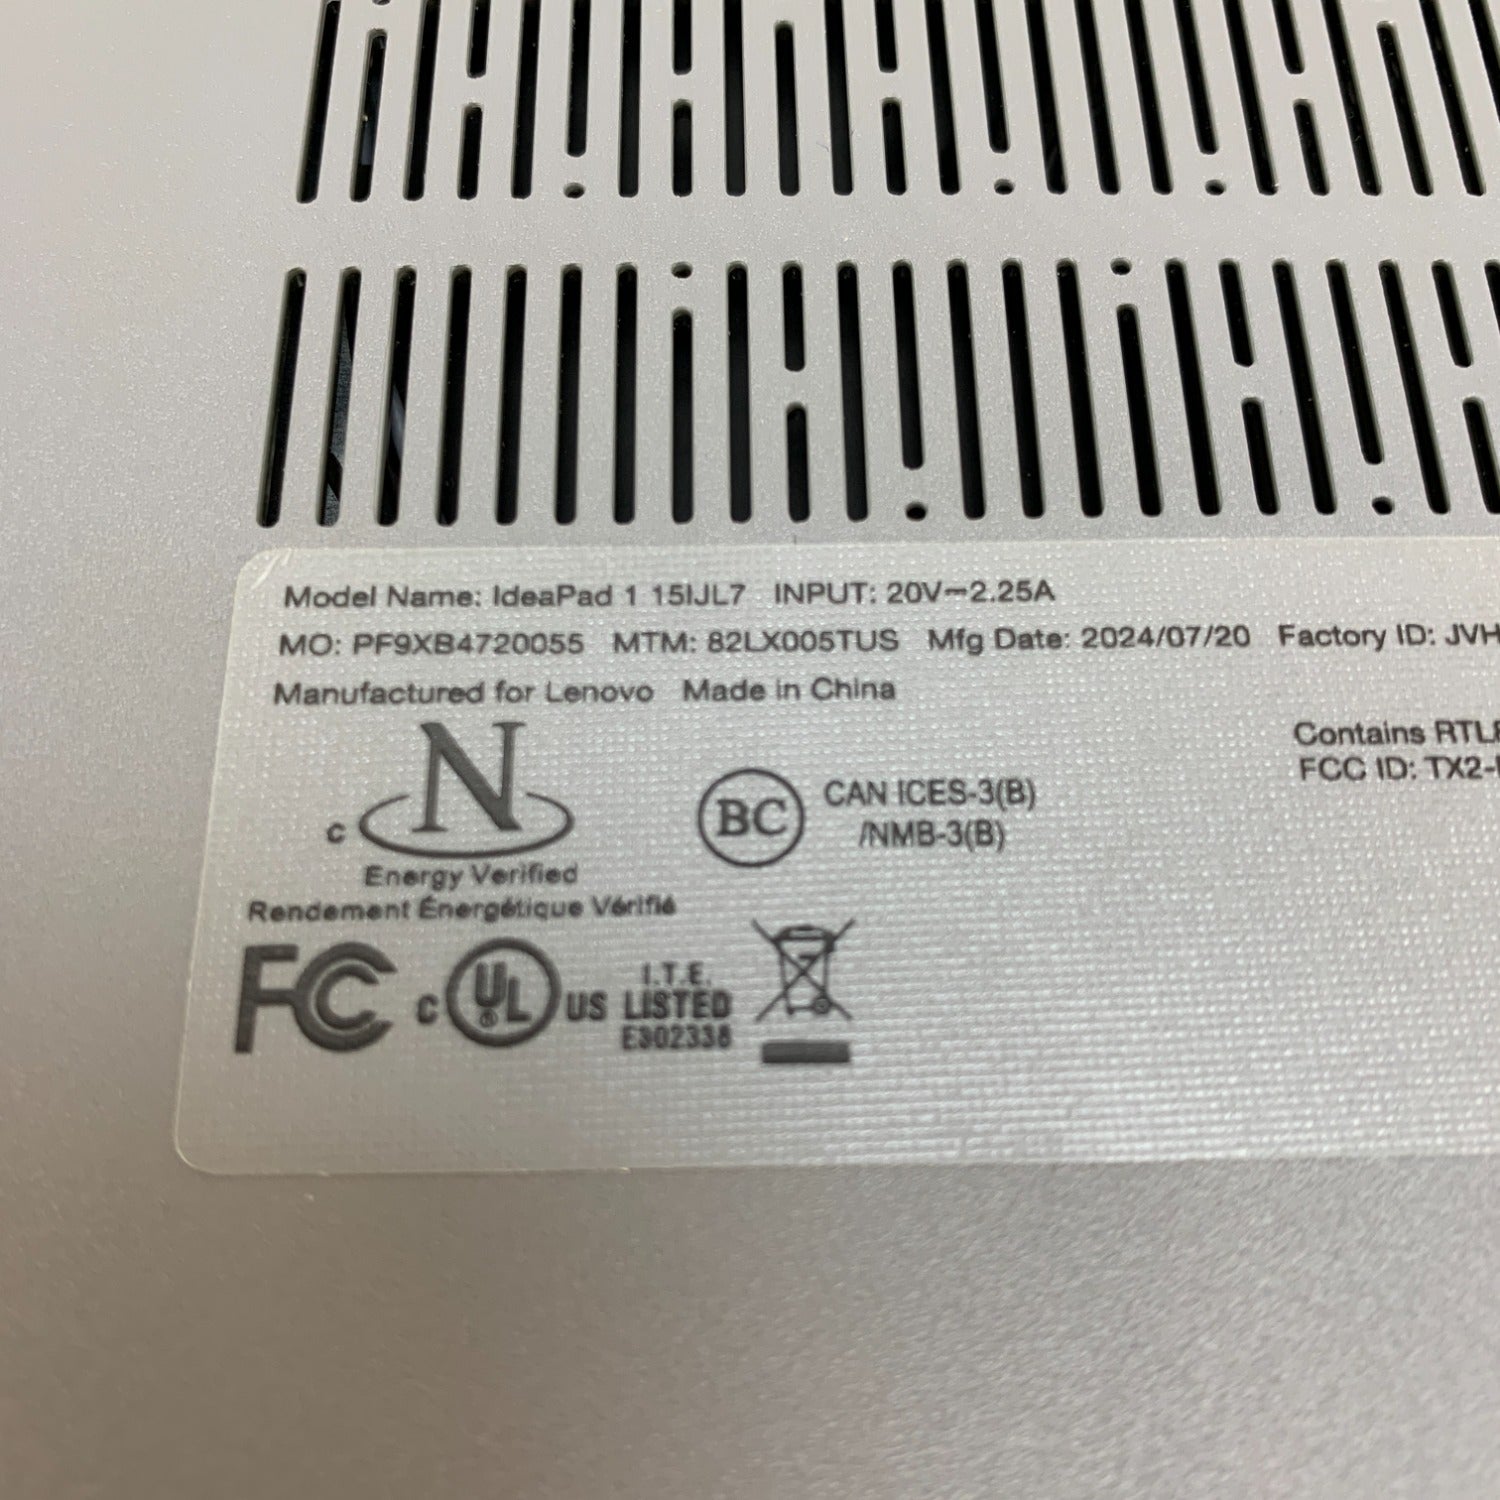 Model Name: IdeaPad 1 15IJL7 INPUT: 20V⎓2.25A
MO: PF9XB4720055 MTM: 82LX005TUS Mfg Date: 2024/07/20 Factory ID: JVH
Manufactured for Lenovo Made in China
Contains RTL8
FCC ID: TX2-
N
c
Energy Verified
Rendement Énergétique Vérifié
BC
CAN ICES-3(B)
/NMB-3(B)
FC
c UL ® US
I.T.E.
LISTED
E302338